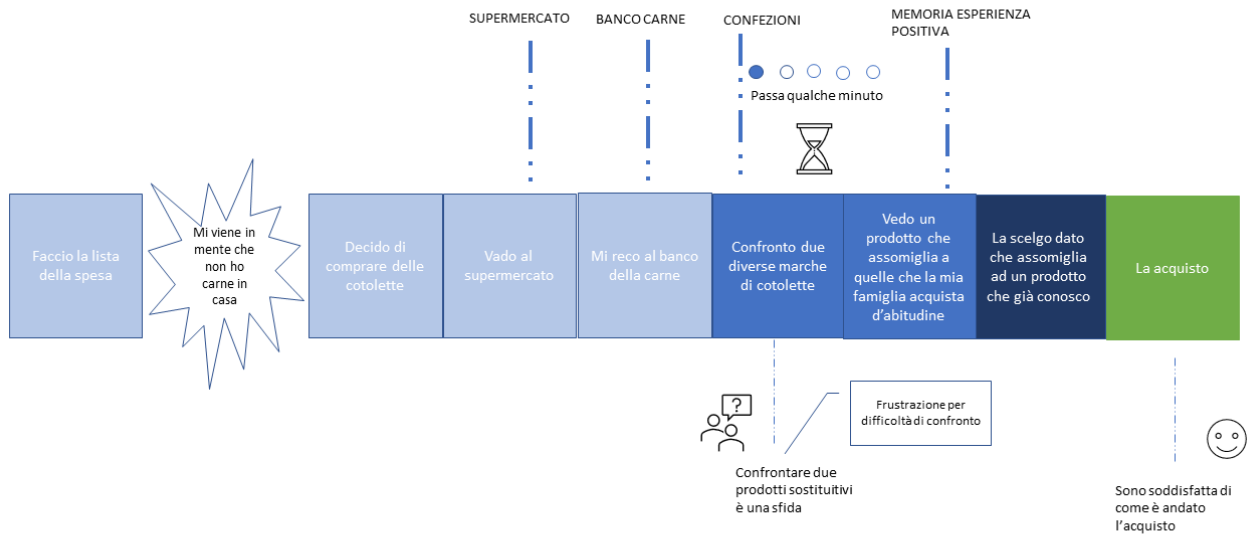 SUPERMERCATO
BANCO CARNE
CONFEZIONI
MEMORIA ESPERIENZA
POSITIVA
Passa qualche minuto
Faccio la lista
della spesa
Mi viene in
mente che
non ho
carne in
casa
Decido di
comprare delle
cotolette
Vado al
supermercato
Mi reco al banco
della carne
Confronto due
diverse marche
di cotolette
Vedo un
prodotto che
assomiglia a
quelle che la mia
famiglia acquista
d'abitudine
La scelgo dato
che assomiglia
ad un prodotto
che già conosco
La acquisto
?
Frustrazione per
difficoltà di confronto
Confrontare due
prodotti sostituitivi
è una sfida
Sono soddisfatta di
come è andato
l'acquisto